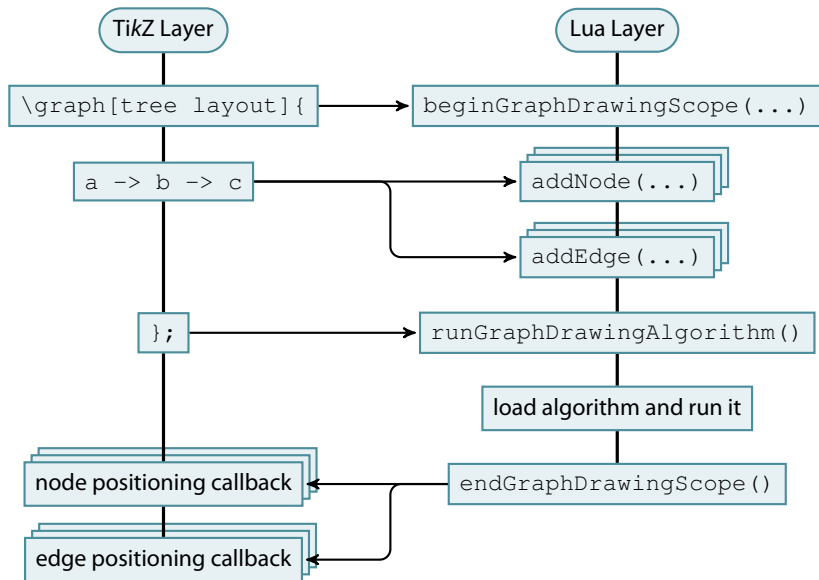 TikZ Layer
Lua Layer
\graph[tree layout]{
beginGraphDrawingScope(...)
a -> b -> c
addNode(...)
addEdge(...)
};
runGraphDrawingAlgorithm()
load algorithm and run it
node positioning callback
endGraphDrawingScope()
edge positioning callback